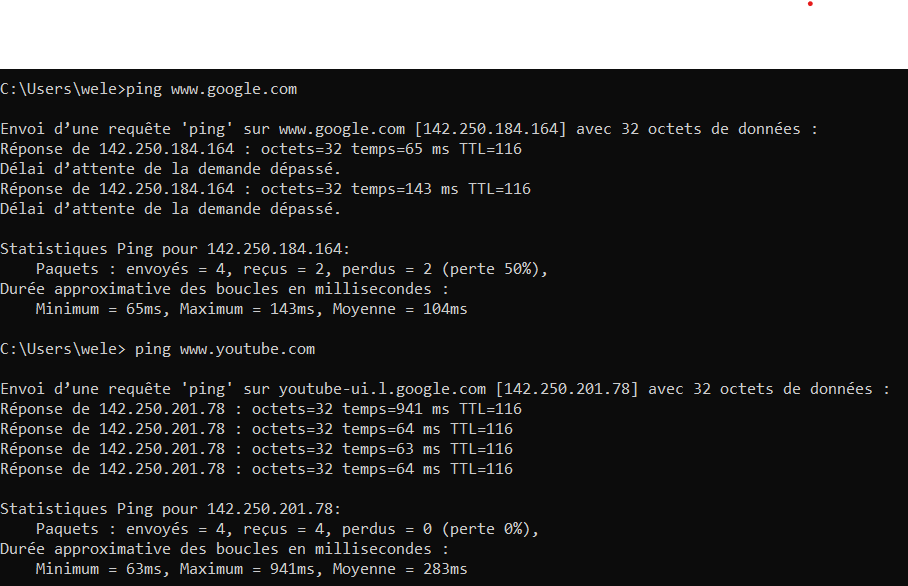 C:\Users\wele>ping www.google.com
Envoi d’une requête 'ping' sur www.google.com [142.250.184.164] avec 32 octets de données :
Réponse de 142.250.184.164 : octets=32 temps=65 ms TTL=116
Délai d’attente de la demande dépassé.
Réponse de 142.250.184.164 : octets=32 temps=143 ms TTL=116
Délai d’attente de la demande dépassé.
Statistiques Ping pour 142.250.184.164:
    Paquets : envoyés = 4, reçus = 2, perdus = 2 (perte 50%),
Durée approximative des boucles en millisecondes :
    Minimum = 65ms, Maximum = 143ms, Moyenne = 104ms
C:\Users\wele> ping www.youtube.com
Envoi d’une requête 'ping' sur youtube-ui.l.google.com [142.250.201.78] avec 32 octets de données :
Réponse de 142.250.201.78 : octets=32 temps=941 ms TTL=116
Réponse de 142.250.201.78 : octets=32 temps=64 ms TTL=116
Réponse de 142.250.201.78 : octets=32 temps=63 ms TTL=116
Réponse de 142.250.201.78 : octets=32 temps=64 ms TTL=116
Statistiques Ping pour 142.250.201.78:
    Paquets : envoyés = 4, reçus = 4, perdus = 0 (perte 0%),
Durée approximative des boucles en millisecondes :
    Minimum = 63ms, Maximum = 941ms, Moyenne = 283ms